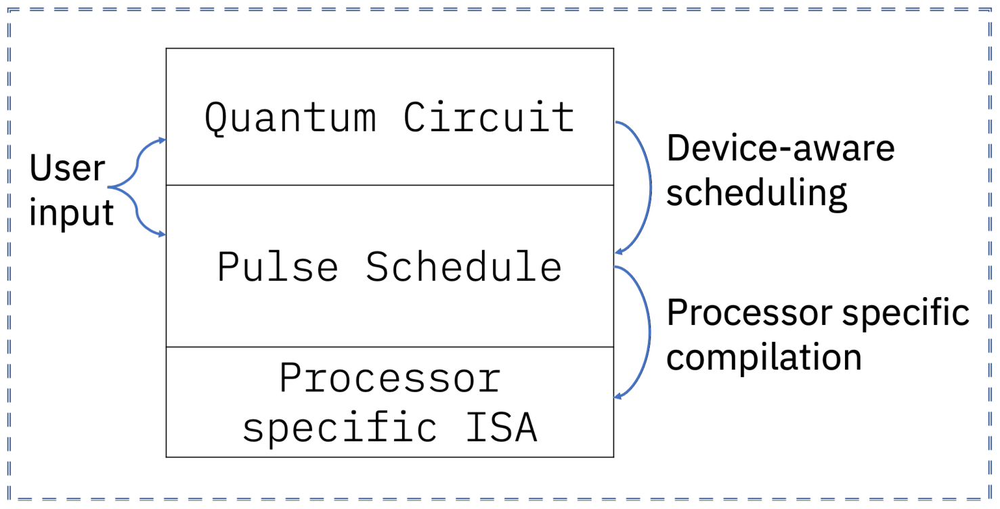 Quantum Circuit
User
input
Device-aware
scheduling
Pulse Schedule
Processor specific
compilation
Processor
specific ISA